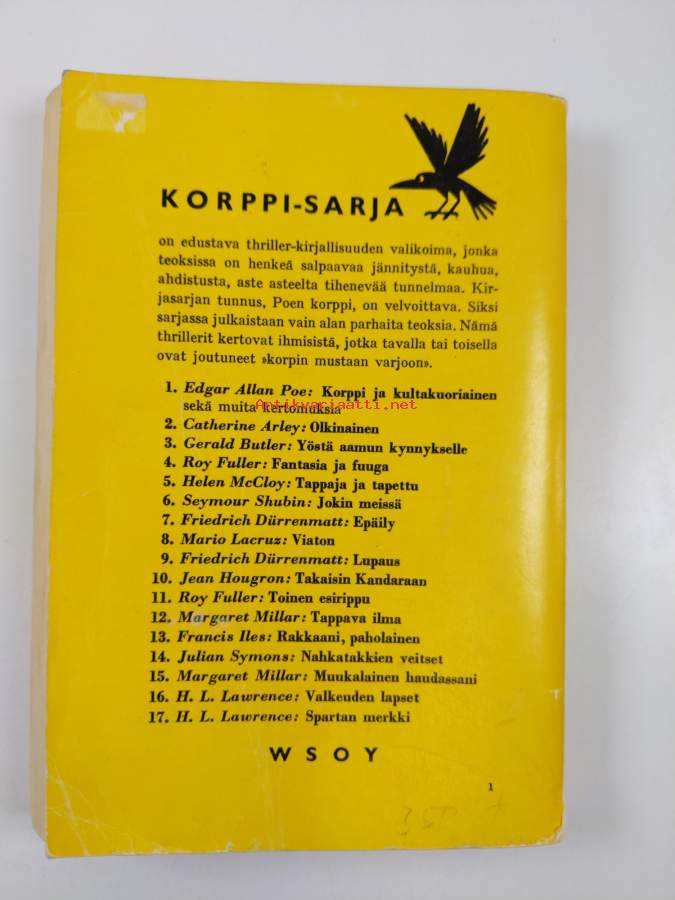 KORPPI-SARJA
on edustava thriller-kirjallisuuden valikoima, jonka
teoksissa on henkeä salpaavaa jännitystä, kauhua,
ahdistusta, aste asteelta tihenevää tunnelmaa. Kir-
jasarjan tunnus, Poen korppi, on velvoittava. Siksi
sarjassa julkaistaan vain alan parhaita teoksia. Nämä
thrillerit kertovat ihmisistä, jotka tavalla tai toisella
ovat joutuneet »korpin mustaan varjoon».
1. Edgar Allan Poe: Korppi ja kultakuoriainen
sekä muita kertomuksia
Antikvariaatti.net
2. Catherine Arley: Olkinainen
3. Gerald Butler: Yöstä aamun kynnykselle
4. Roy Fuller: Fantasia ja fuuga
5. Helen McCloy: Tappaja ja tapettu
6. Seymour Shubin: Jokin meissä
7. Friedrich Dürrenmatt: Epäily
8. Mario Lacruz: Viaton
9. Friedrich Dürrenmatt: Lupaus
10. Jean Hougron: Takaisin Kandaraan
11. Roy Fuller: Toinen esirippu
12. Margaret Millar: Tappava ilma
13. Francis Iles: Rakkaani, paholainen
14. Julian Symons: Nahkatakkien veitset
15. Margaret Millar: Muukalainen haudassani
16. H. L. Lawrence: Valkeuden lapset
17. H. L. Lawrence: Spartan merkki
WSOY
1